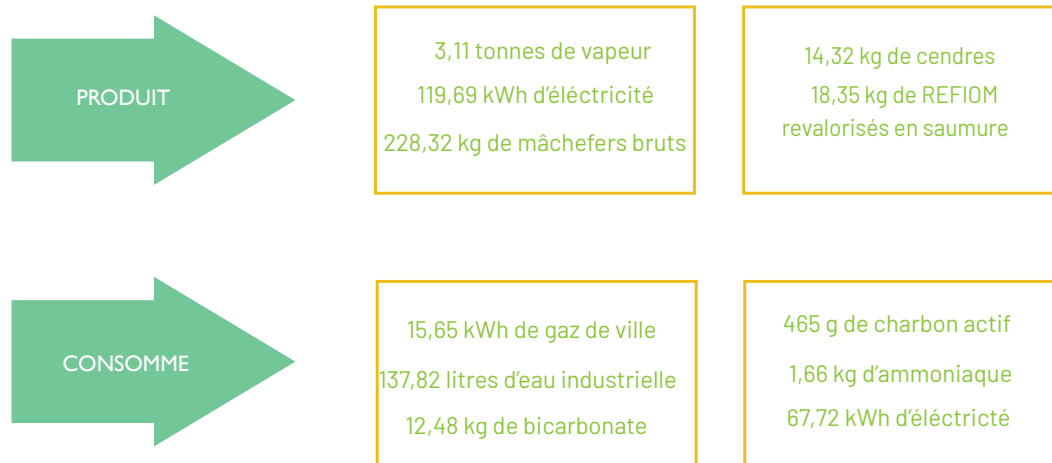 PRODUIT
3,11 tonnes de vapeur
119,69 kWh d'éléctricité
228,32 kg de mâchefers bruts
14,32 kg de cendres
18,35 kg de REFIOM
revalorisés en saumure
CONSOMME
15,65 kWh de gaz de ville
137,82 litres d'eau industrielle
12,48 kg de bicarbonate
465 g de charbon actif
1,66 kg d'ammoniaque
67,72 kWh d'éléctricté